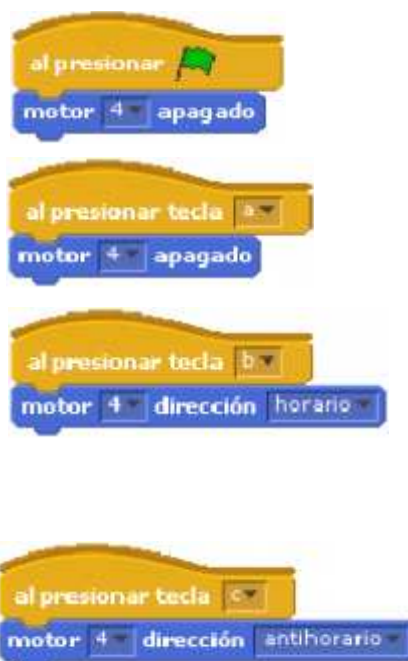 al presionar
motor 4 apagado
al presionar tecla a
motor 4 apagado
al presionar tecla b
motor 4 dirección horario
al presionar tecla c
motor 4 dirección antihorario